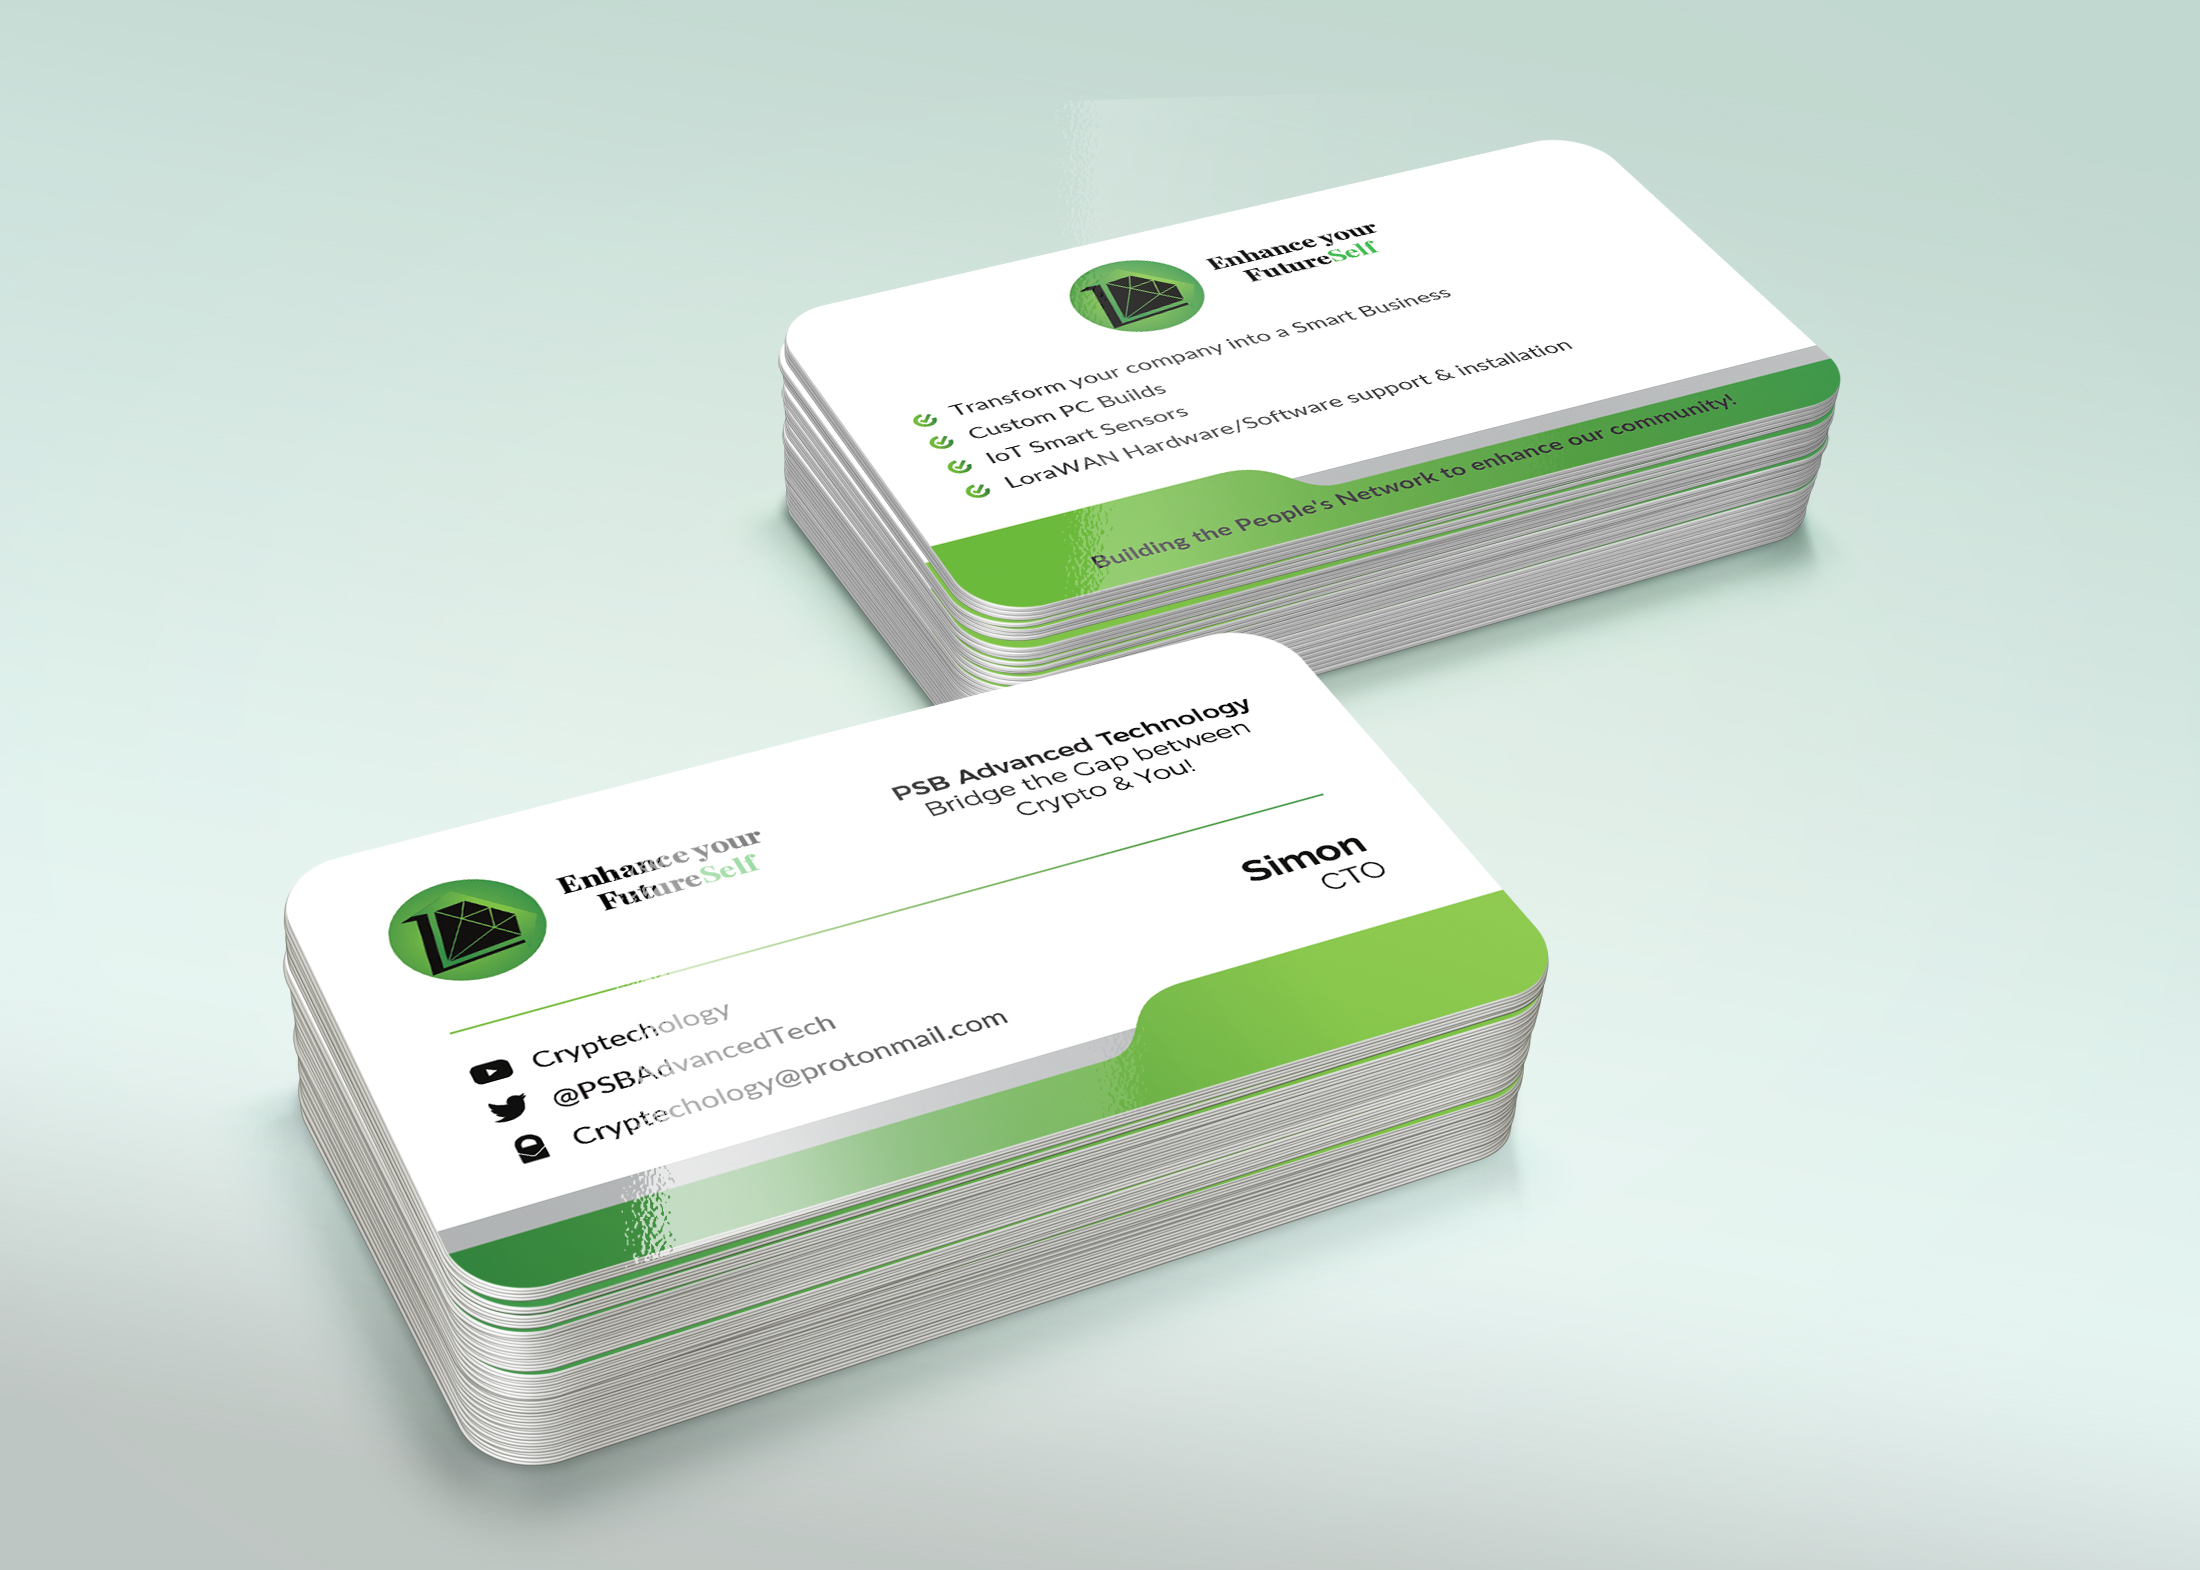 Enhance your
FutureSelf
Transform your company into a Smart Business
Custom PC Builds
IoT Smart Sensors
LoraWAN Hardware/Software support & installation
Building the People's Network to enhance our community!
PSB Advanced Technology
Bridge the Gap between
Crypto & You!
Enhance your
FutureSelf
Simon
CTO
Cryptechology
@PSBAdvancedTech
Cryptechology@protonmail.com